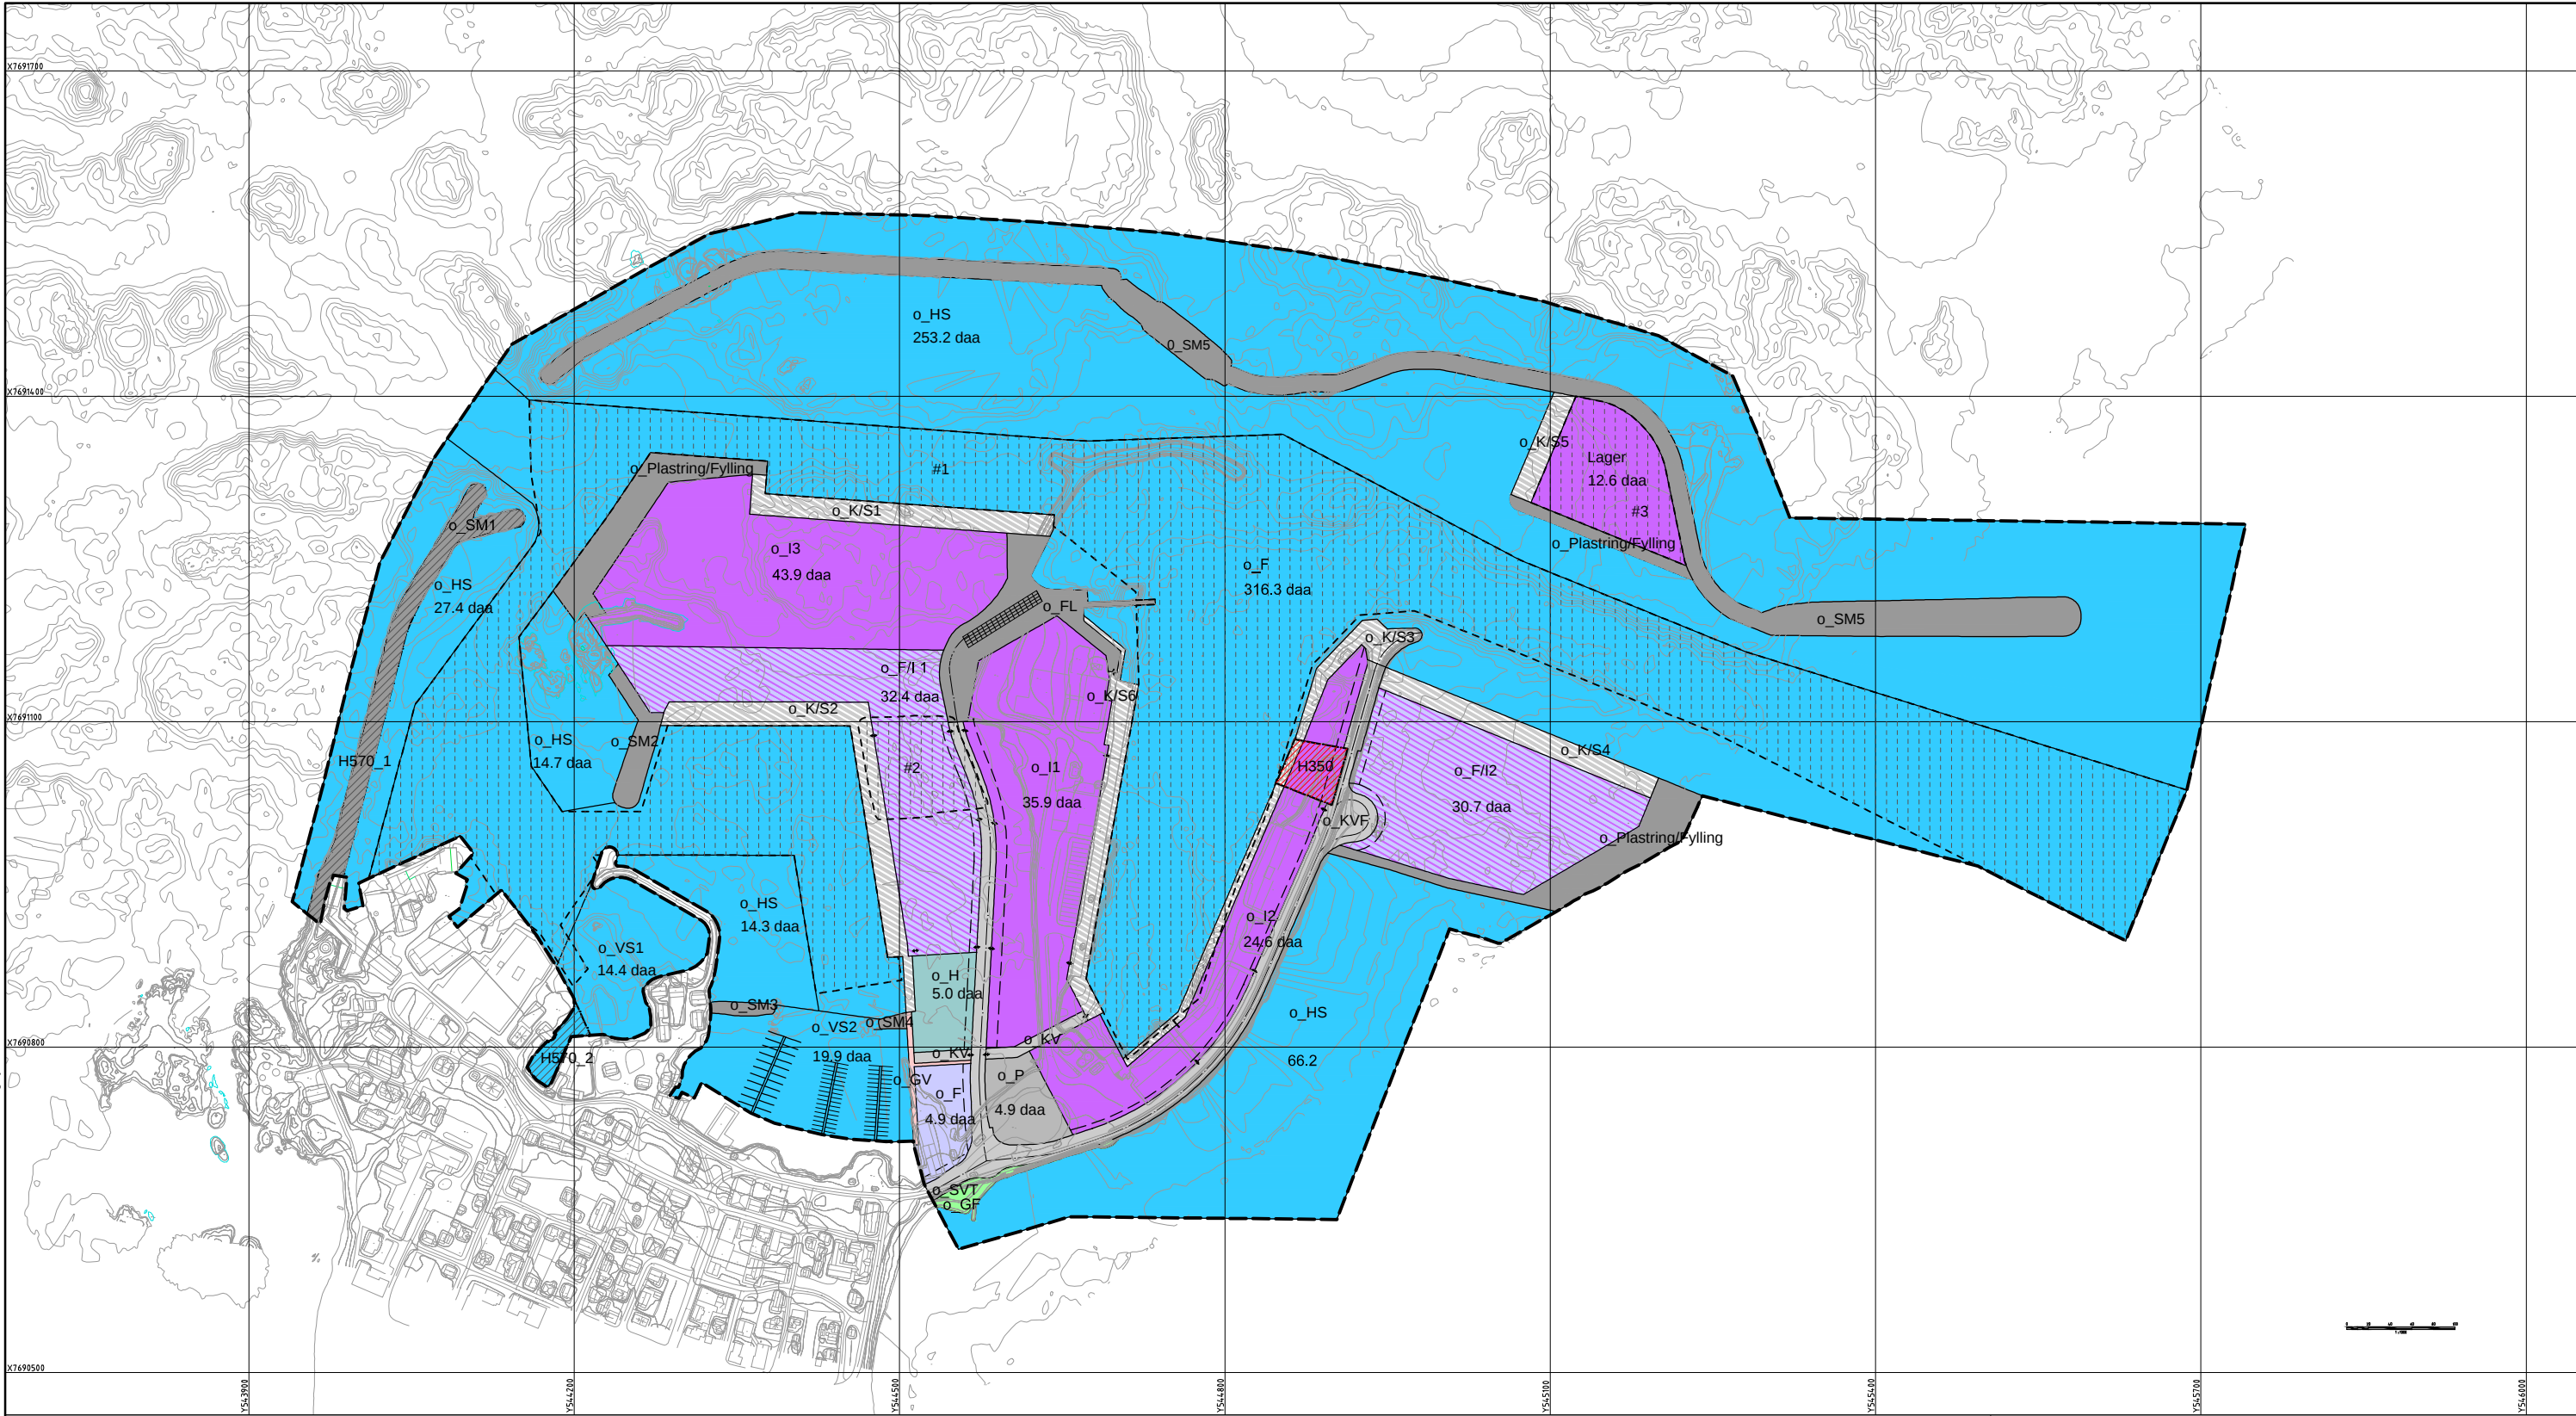 X7691700
o_HS
253.2 daa
0_SM5
X7691400
o_K/S5
Lager
12.6 daa
#3
o_Plastring/Fylling
o_Plastring/Fylling
#1
o_K/S1
o_SM1
o_I3
43.9 daa
o_F
316.3 daa
o_HS
27.4 daa
o_FL
o_SM5
o_K/S3
o_F/I 1
32.4 daa
o_K/S6
o_K/S2
X7691100
o_HS
14.7 daa
o_SM2
H570_1
#2
o_I1
35.9 daa
H350
o_K/S4
o_F/I2
30.7 daa
o_KVF
o_Plastring/Fylling
o_HS
14.3 daa
o_I2
24.6 daa
o_VS1
14.4 daa
o_H
5.0 daa
o_SM3
o_SM4
o_VS2
19.9 daa
o_HS
66.2
X7690800
H570_2
o_KV
o_KV
o_GV
o_P
4.9 daa
o_F
4.9 daa
o_SVT
o_GF
X7690500
Y543900
Y544200
Y544500
Y544800
Y545100
Y545400
Y545700
Y546000